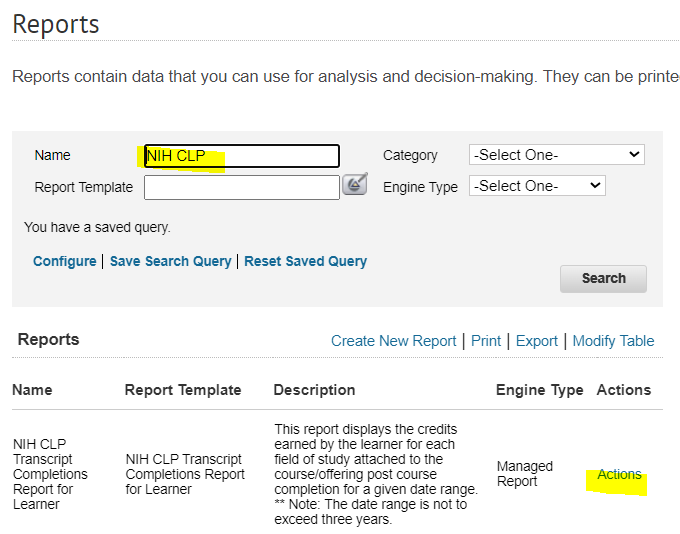 Reports
Reports contain data that you can use for analysis and decision-making. They can be printe
Name NIH CLP Category -Select One-
Report Template Engine Type -Select One-
You have a saved query.
Configure | Save Search Query | Reset Saved Query
Search
Reports Create New Report | Print | Export | Modify Table
Name Report Template Description Engine Type Actions
NIH CLP
Transcript
Completions
Report for
Learner
NIH CLP Transcript
Completions Report
for Learner
This report displays the credits
earned by the learner for each
field of study attached to the
course/offering post course
completion for a given date range.
** Note: The date range is not to
exceed three years.
Managed
Report
Actions